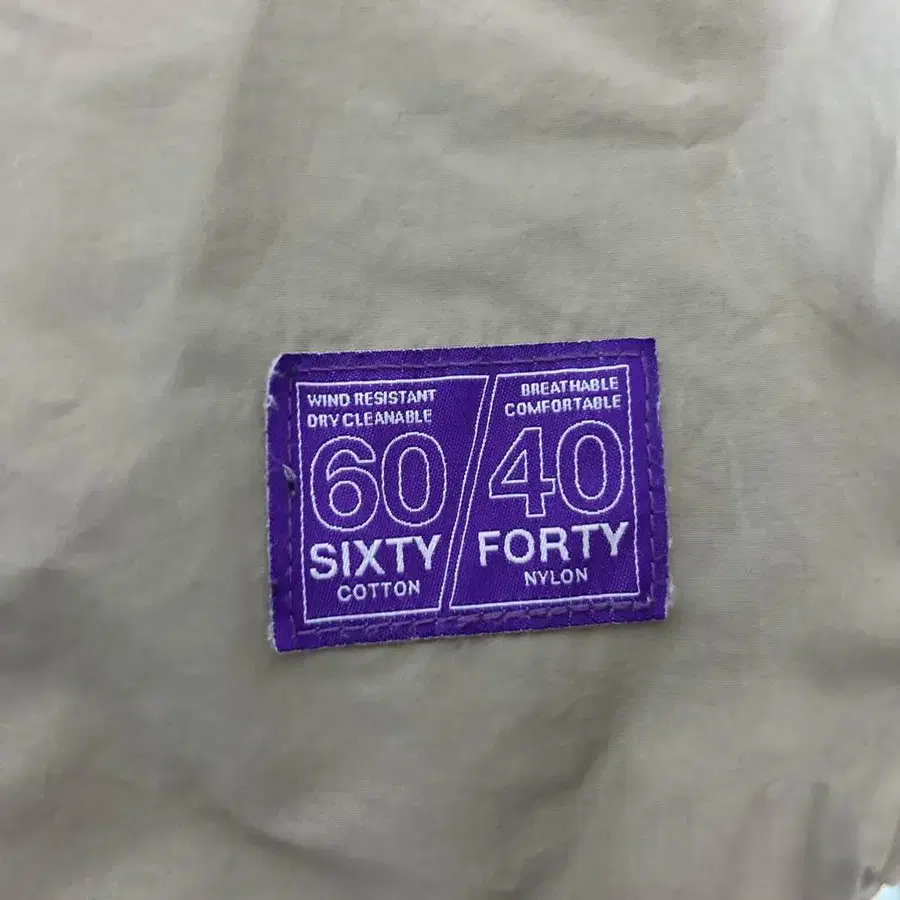 WIND RESISTANT
DRY CLEANABLE
60
SIXTY
COTTON
BREATHABLE
COMFORTABLE
40
FORTY
NYLON